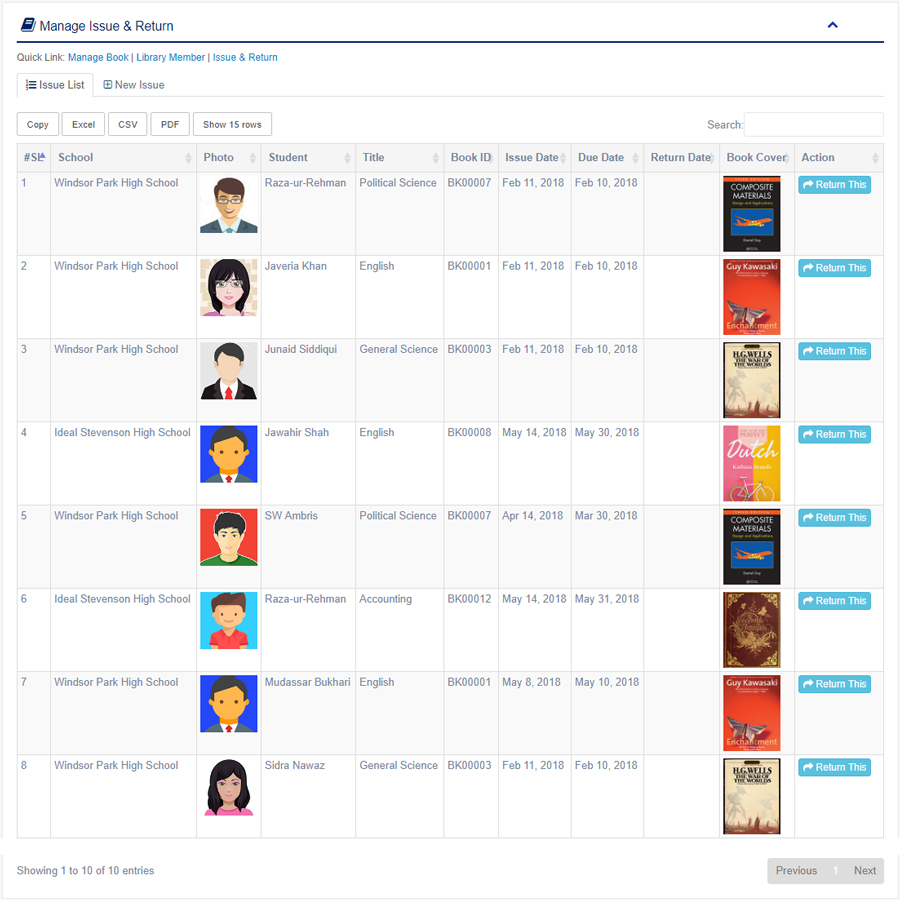 Manage Issue & Return
Quick Link: Manage Book | Library Member | Issue & Return
Issue List New Issue
Copy Excel CSV PDF Show 15 rows Search:
#SL School Photo Student Title Book ID Issue Date Due Date Return Date Book Cover Action
1 Windsor Park High School Raza-ur-Rehman Political Science BK00007 Feb 11, 2018 Feb 10, 2018 Return This
COMPOSITE
MATERIALS
Design and Applications
Daniel Gay
2 Windsor Park High School Javeria Khan English BK00001 Feb 11, 2018 Feb 10, 2018 Return This
Guy Kawasaki
Enchantment
3 Windsor Park High School Junaid Siddiqui General Science BK00003 Feb 11, 2018 Feb 10, 2018 Return This
H.G.WELLS
THE WAR OF
THE WORLDS
4 Ideal Stevenson High School Jawahir Shah English BK00008 May 14, 2018 May 30, 2018 Return This
PERFECT
Dutch
5 Windsor Park High School SW Ambris Political Science BK00007 Apr 14, 2018 Mar 30, 2018 Return This
COMPOSITE
MATERIALS
Design and Applications
Daniel Gay
6 Ideal Stevenson High School Raza-ur-Rehman Accounting BK00012 May 14, 2018 May 31, 2018 Return This
7 Windsor Park High School Mudassar Bukhari English BK00001 May 8, 2018 May 10, 2018 Return This
Guy Kawasaki
Enchantment
8 Windsor Park High School Sidra Nawaz General Science BK00003 Feb 11, 2018 Feb 10, 2018 Return This
H.G.WELLS
THE WAR OF
THE WORLDS
Showing 1 to 10 of 10 entries Previous 1 Next